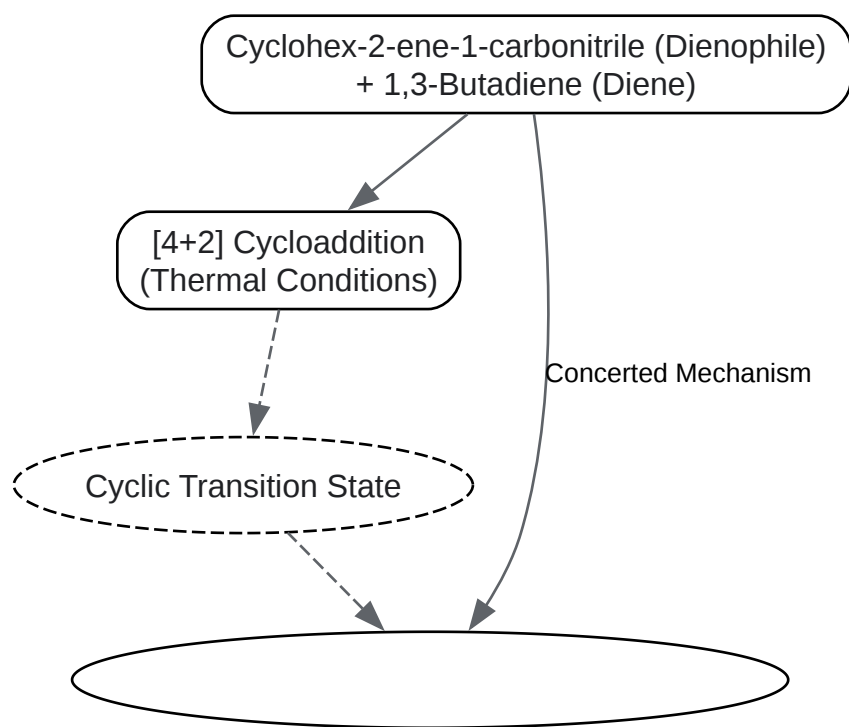 Cyclohex-2-ene-1-carbonitrile (Dienophile)
+ 1,3-Butadiene (Diene)
[4+2] Cycloaddition
(Thermal Conditions)
Concerted Mechanism
Cyclic Transition State